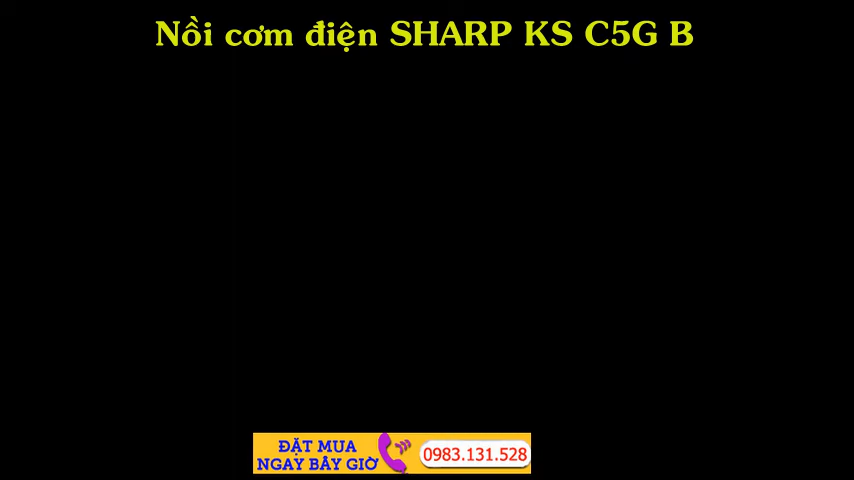 Nồi cơm điện SHARP KS C5G B
ĐẶT MUA
NGAY BÂY GIỜ
0983.131.528